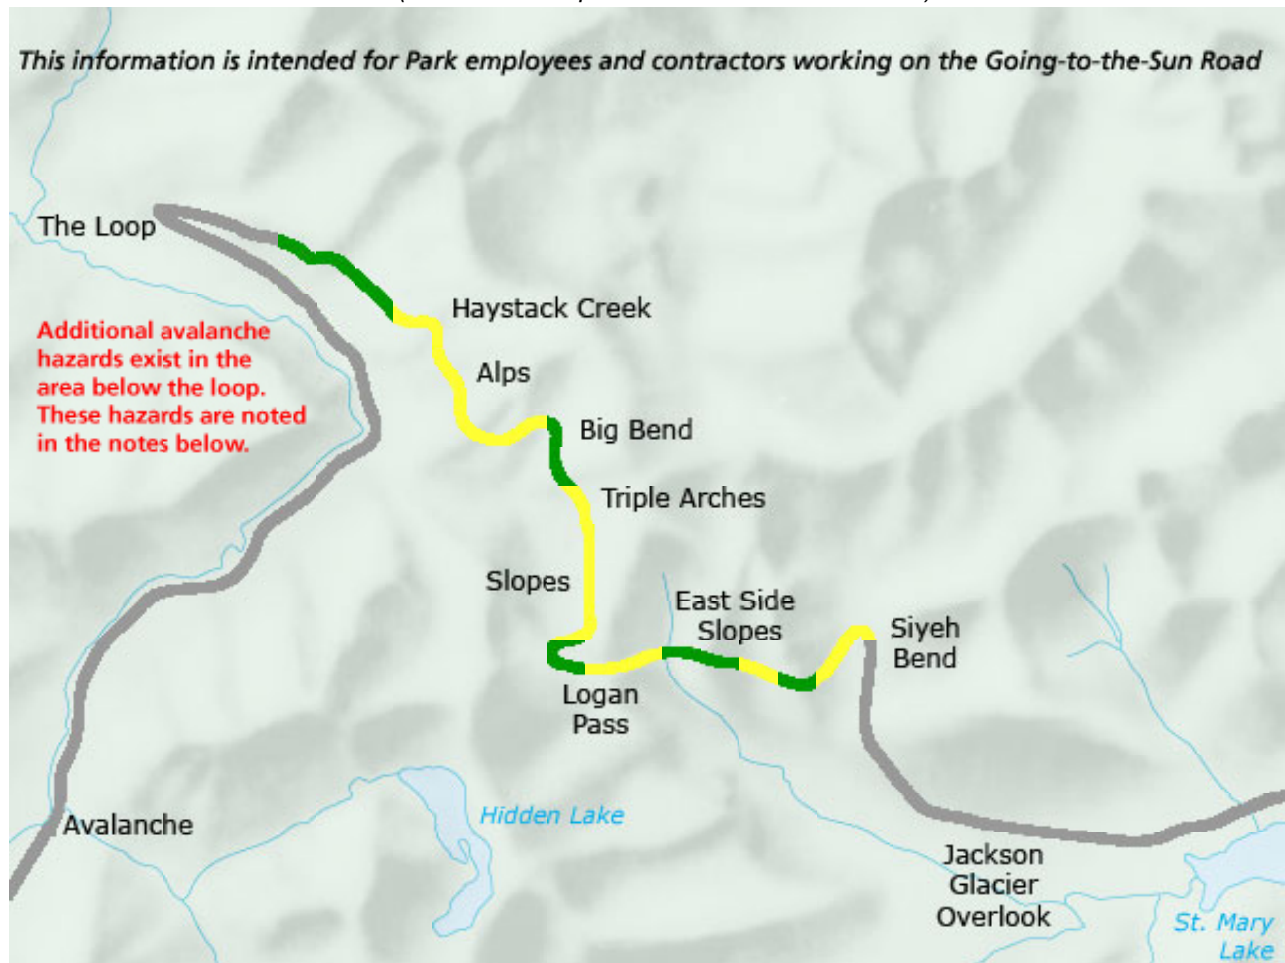 This information is intended for Park employees and contractors working on the Going-to-the-Sun Road
The Loop
Haystack Creek
Additional avalanche
hazards exist in the
area below the loop.
These hazards are noted
in the notes below.
Alps
Big Bend
Triple Arches
Slopes
East Side
Slopes
Siyeh
Bend
Logan
Pass
Hidden Lake
Avalanche
Jackson
Glacier
Overlook
St. Mary
Lake